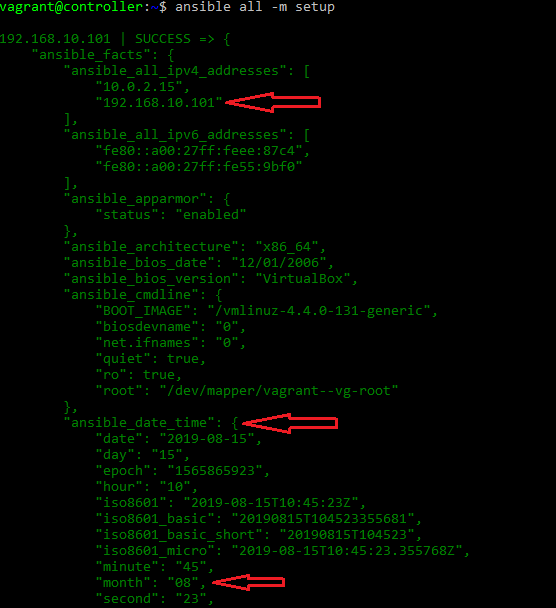 vagrant@controller:~$ ansible all -m setup
192.168.10.101 | SUCCESS => {
    "ansible_facts": {
        "ansible_all_ipv4_addresses": [
            "10.0.2.15",
            "192.168.10.101"
        ],
        "ansible_all_ipv6_addresses": [
            "fe80::a00:27ff:feee:87c4",
            "fe80::a00:27ff:fe55:9bf0"
        ],
        "ansible_apparmor": {
            "status": "enabled"
        },
        "ansible_architecture": "x86_64",
        "ansible_bios_date": "12/01/2006",
        "ansible_bios_version": "VirtualBox",
        "ansible_cmdline": {
            "BOOT_IMAGE": "/vmlinuz-4.4.0-131-generic",
            "biosdevname": "0",
            "net.ifnames": "0",
            "quiet": true,
            "ro": true,
            "root": "/dev/mapper/vagrant--vg-root"
        },
        "ansible_date_time": {
            "date": "2019-08-15",
            "day": "15",
            "epoch": "1565865923",
            "hour": "10",
            "iso8601": "2019-08-15T10:45:23Z",
            "iso8601_basic": "20190815T104523355681",
            "iso8601_basic_short": "20190815T104523",
            "iso8601_micro": "2019-08-15T10:45:23.355768Z",
            "minute": "45",
            "month": "08",
            "second": "23",